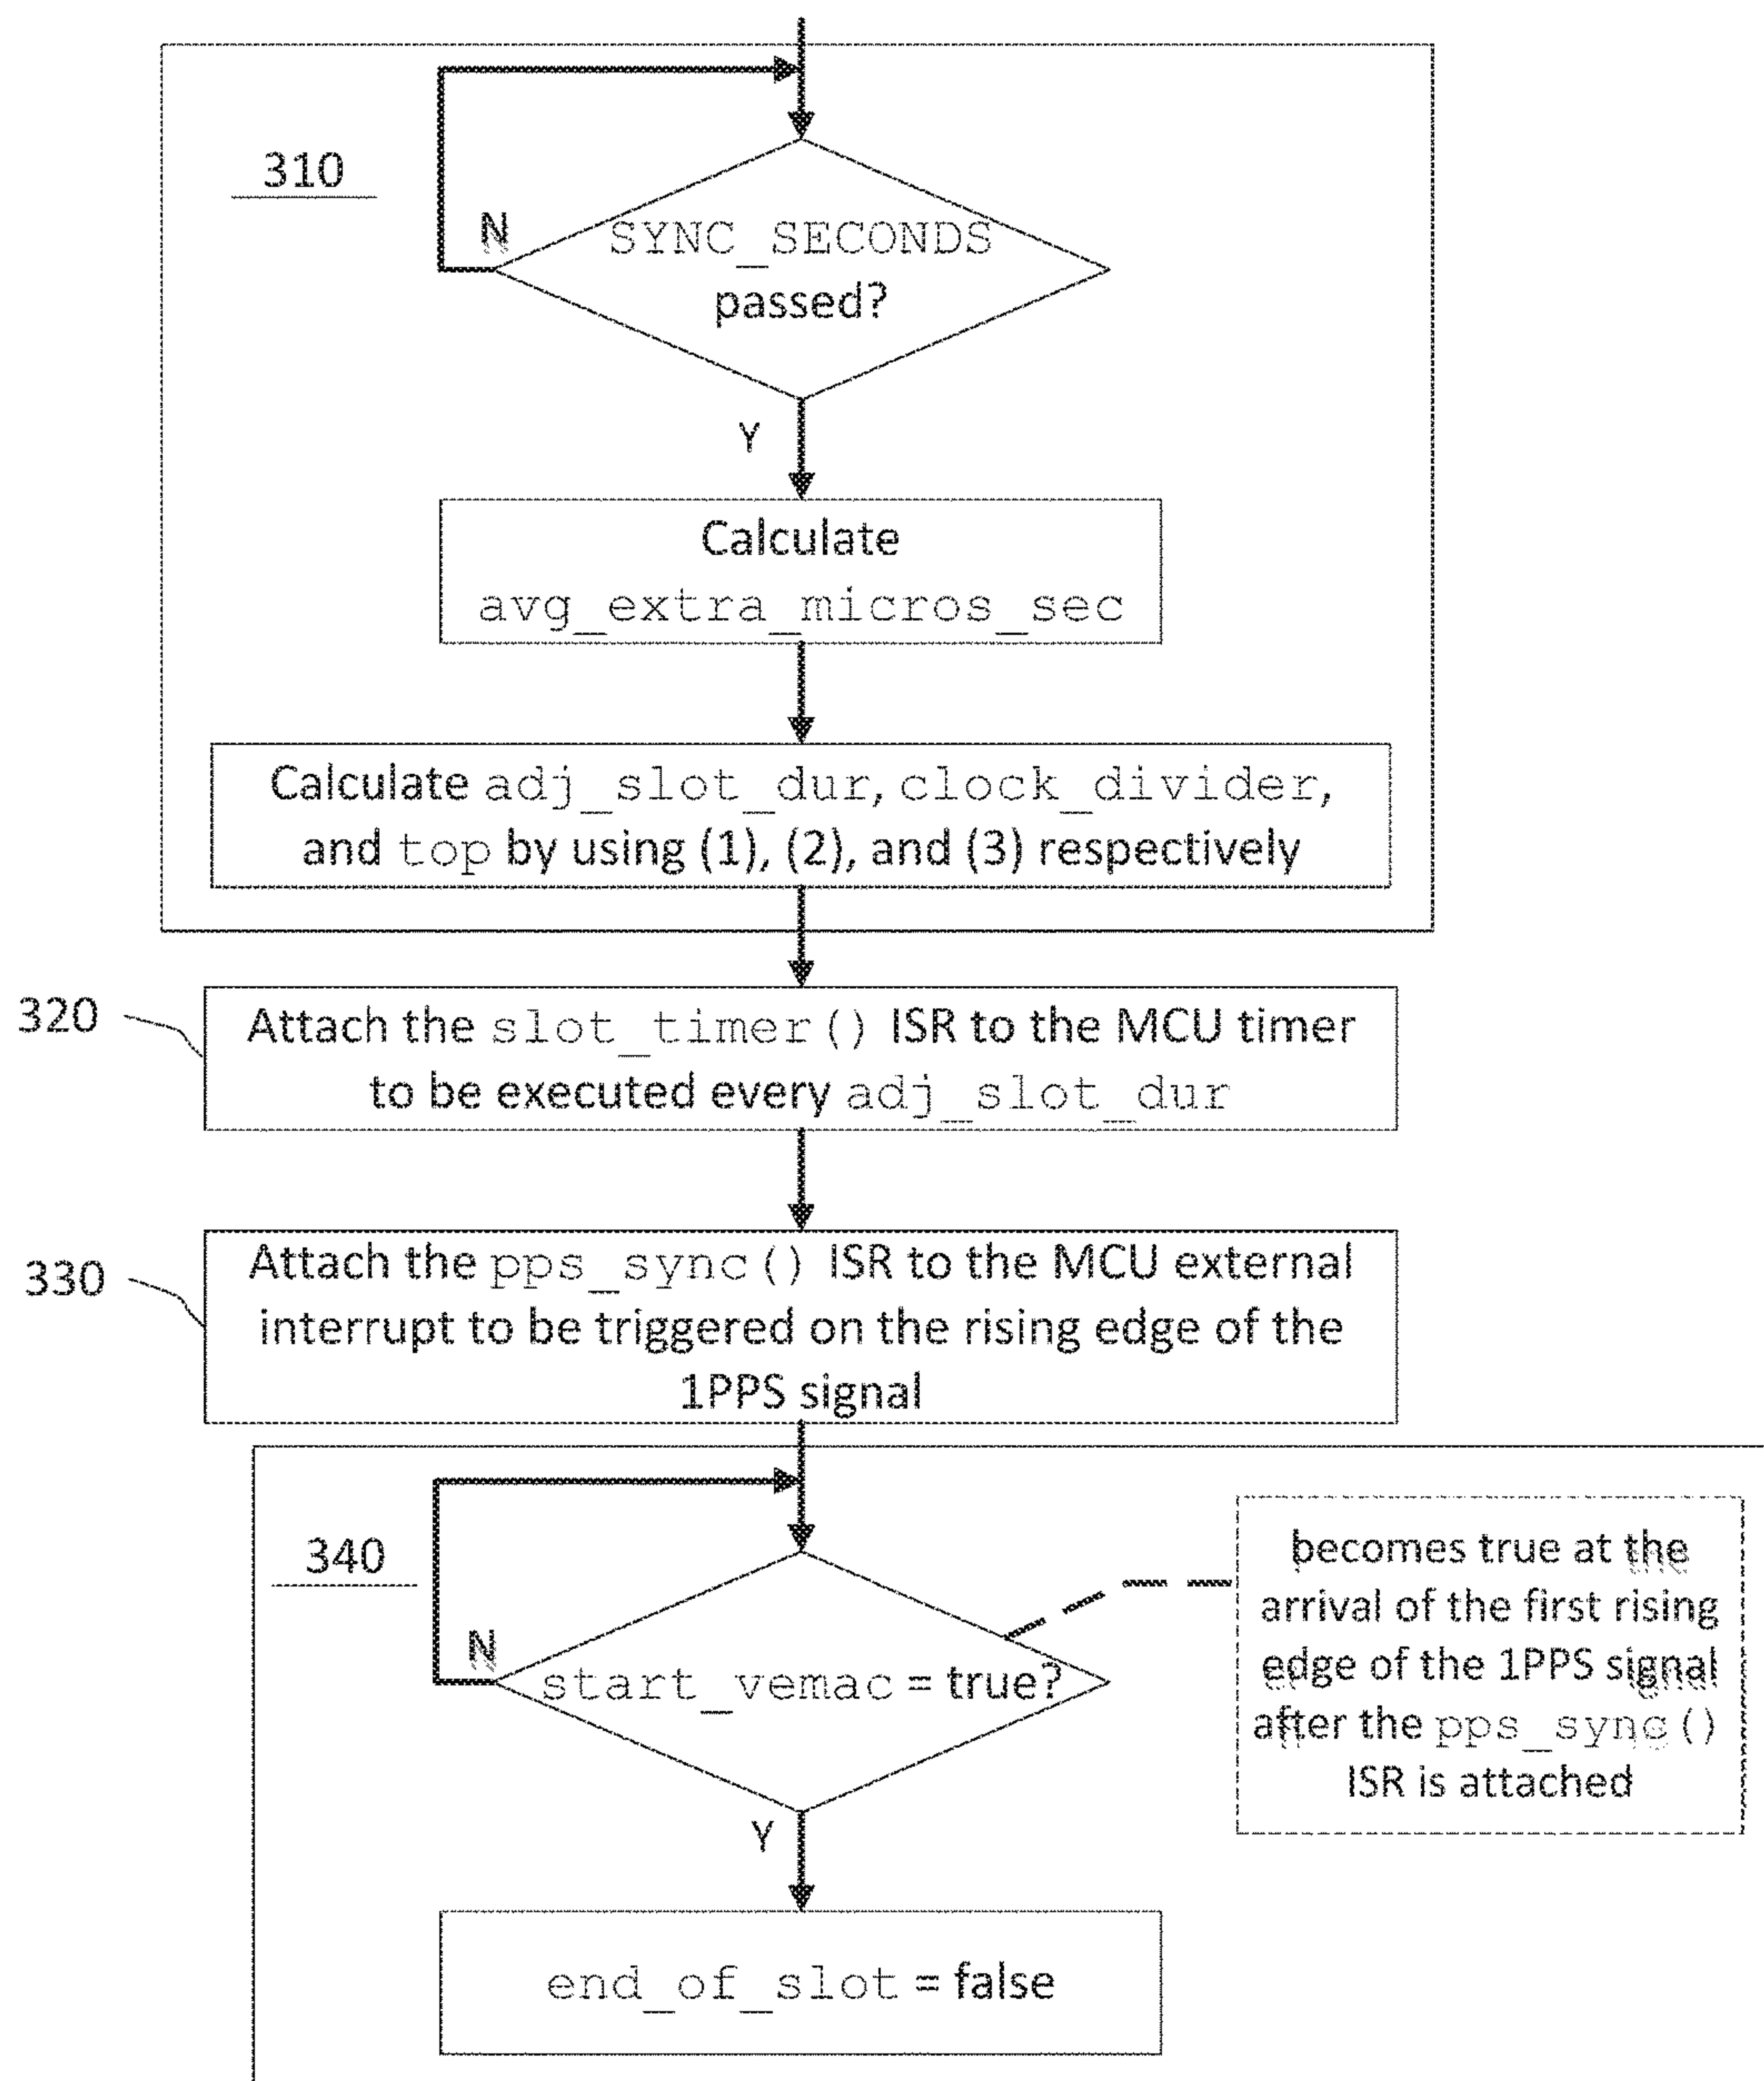 310
N
SYNC_SECONDS
passed?
Y
Calculate
avg_extra_micros_sec
Calculate adj_slot_dur, clock_divider,
and top by using (1), (2), and (3) respectively
320
Attach the slot_timer() ISR to the MCU timer
to be executed every adj_slot_dur
330
Attach the pps_sync() ISR to the MCU external
interrupt to be triggered on the rising edge of the
1PPS signal
340
N
start_vemac = true?
becomes true at the
arrival of the first rising
edge of the 1PPS signal
after the pps_sync()
ISR is attached
Y
end_of_slot = false